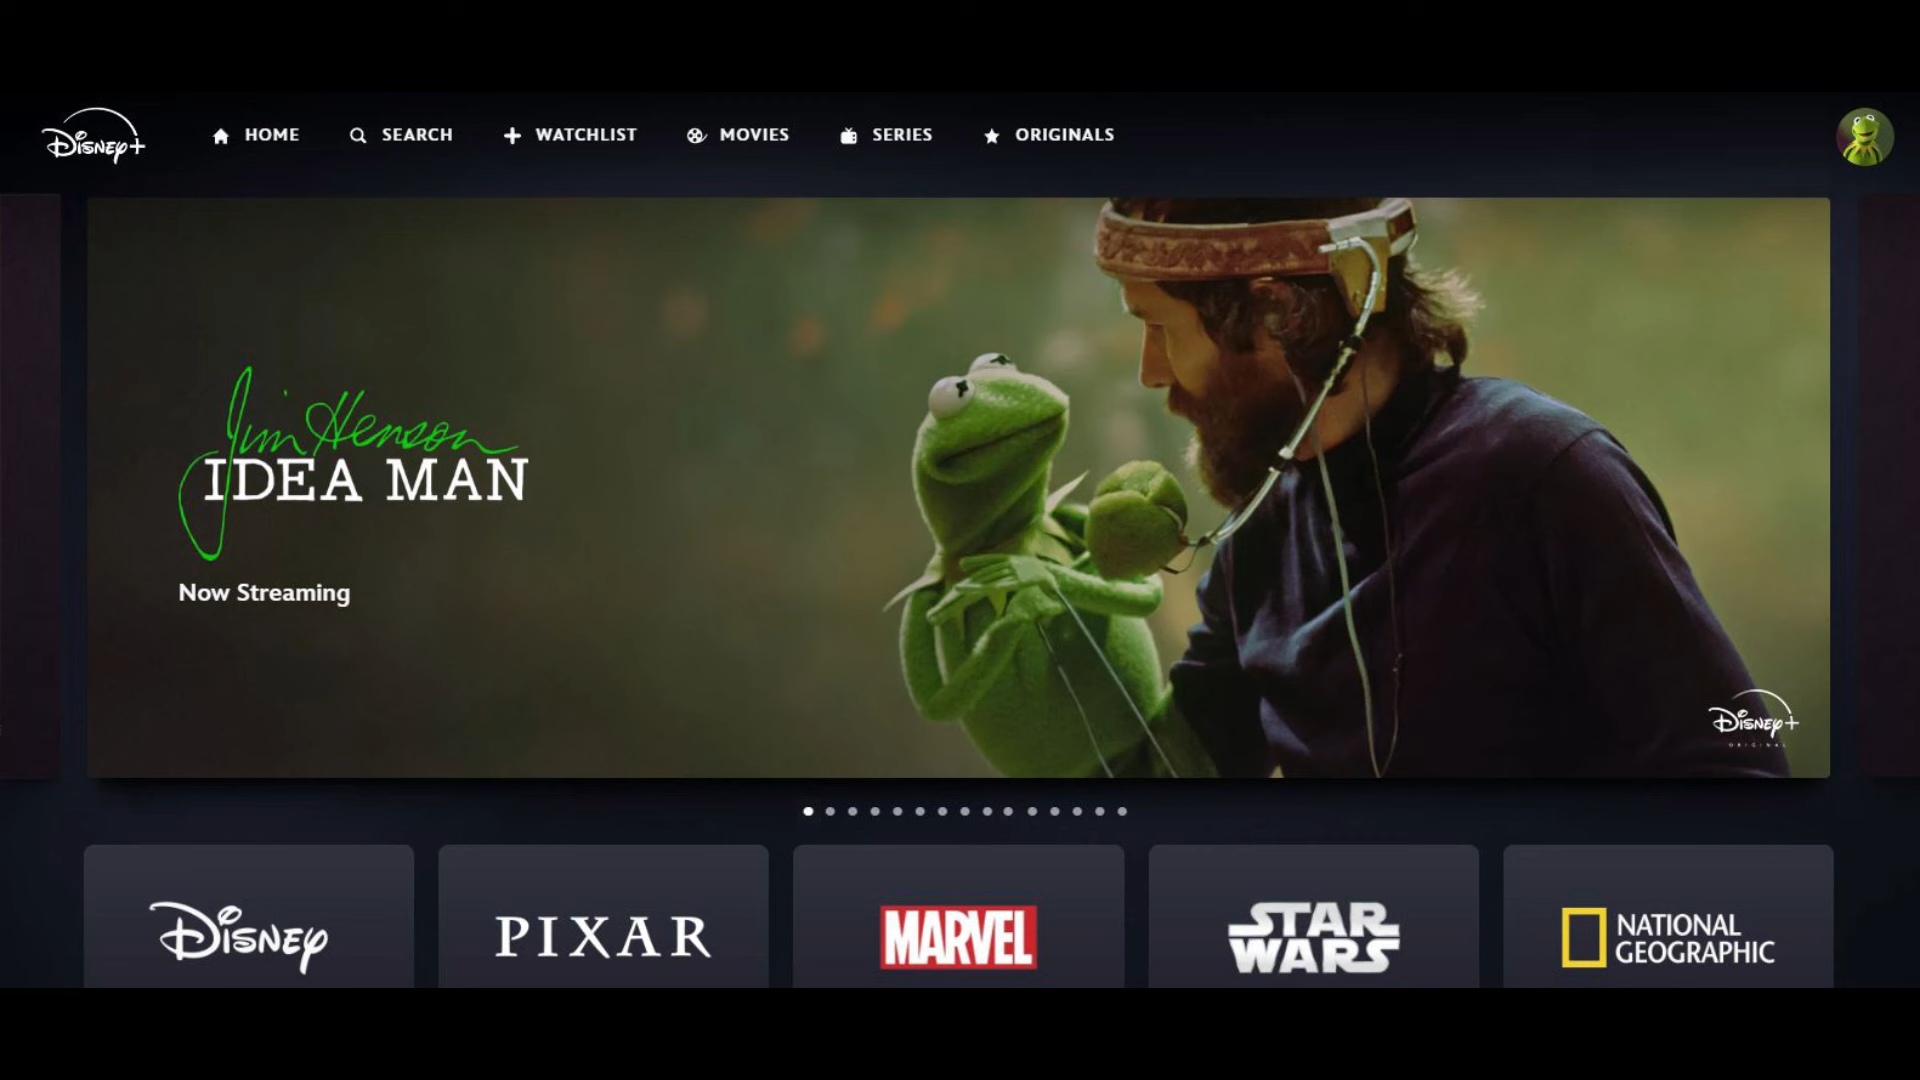 Disney+
HOME
SEARCH
WATCHLIST
MOVIES
SERIES
ORIGINALS
Jim Henson
IDEA MAN
Now Streaming
Disney+
ORIGINAL
Disney
PIXAR
MARVEL
STAR
WARS
NATIONAL
GEOGRAPHIC